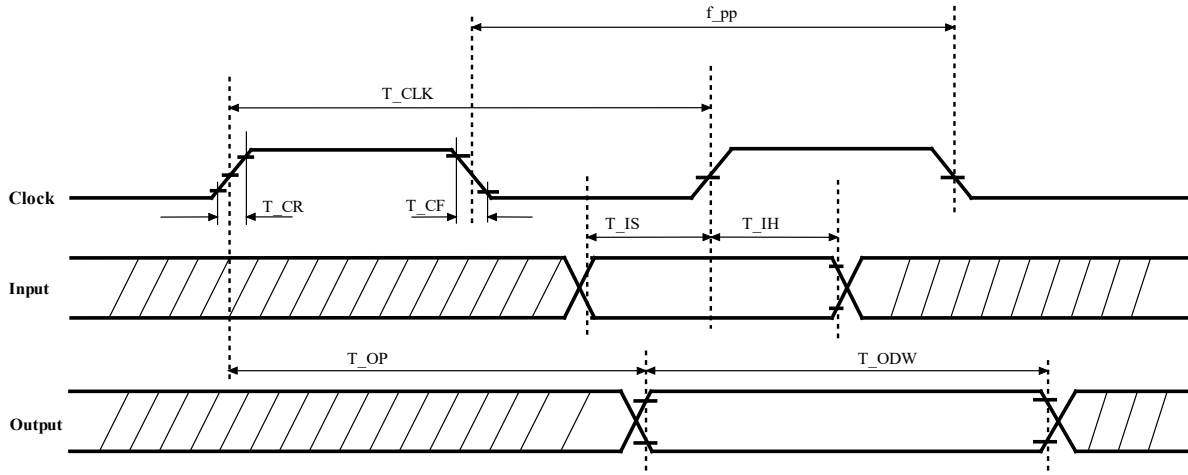 f_pp
T_CLK
Clock
T_CR
T_CF
T_IS
T_IH
Input
T_OP
T_ODW
Output